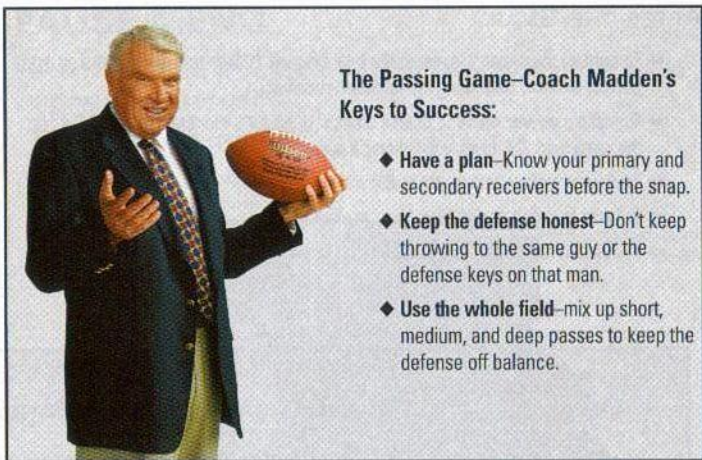 The Passing Game–Coach Madden's
Keys to Success:
◆ Have a plan–Know your primary and
secondary receivers before the snap.
◆ Keep the defense honest–Don't keep
throwing to the same guy or the
defense keys on that man.
◆ Use the whole field–mix up short,
medium, and deep passes to keep the
defense off balance.
Wilson